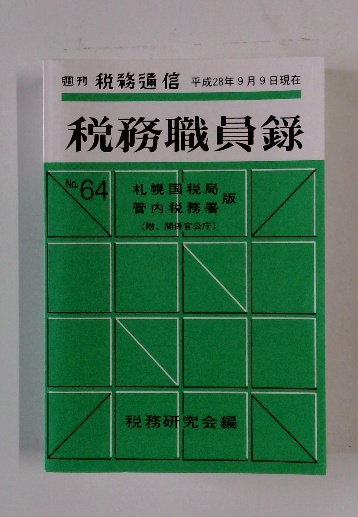 週刊 税務通信 平成28年9月9日現在
税務職員録
No.64
札幌国税局
管内税務署
版
(附、関係官公庁)
税務研究会編